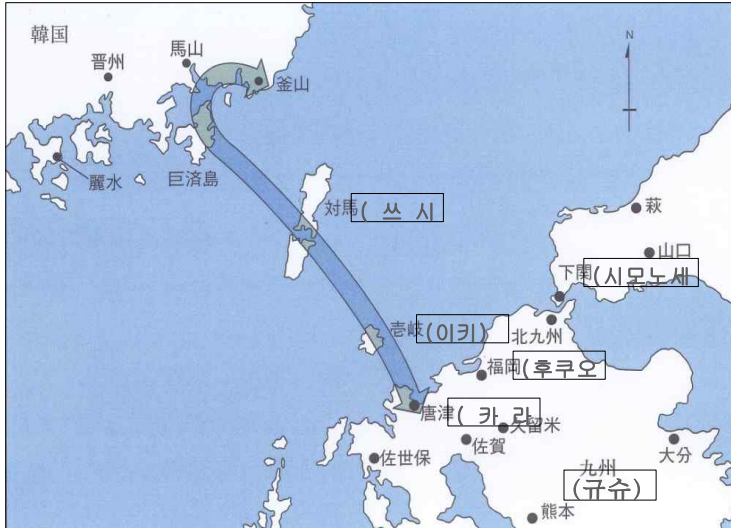 韓国
馬山
晋州
釜山
N
麗水
巨済島
対馬 ( 쓰 시
萩
山口
下関 (시모노세
壱岐 (이키)
北九州
福岡 (후쿠오
唐津 ( 카 라
久留米
佐世保
佐賀
九州
大分
(규슈)
熊本